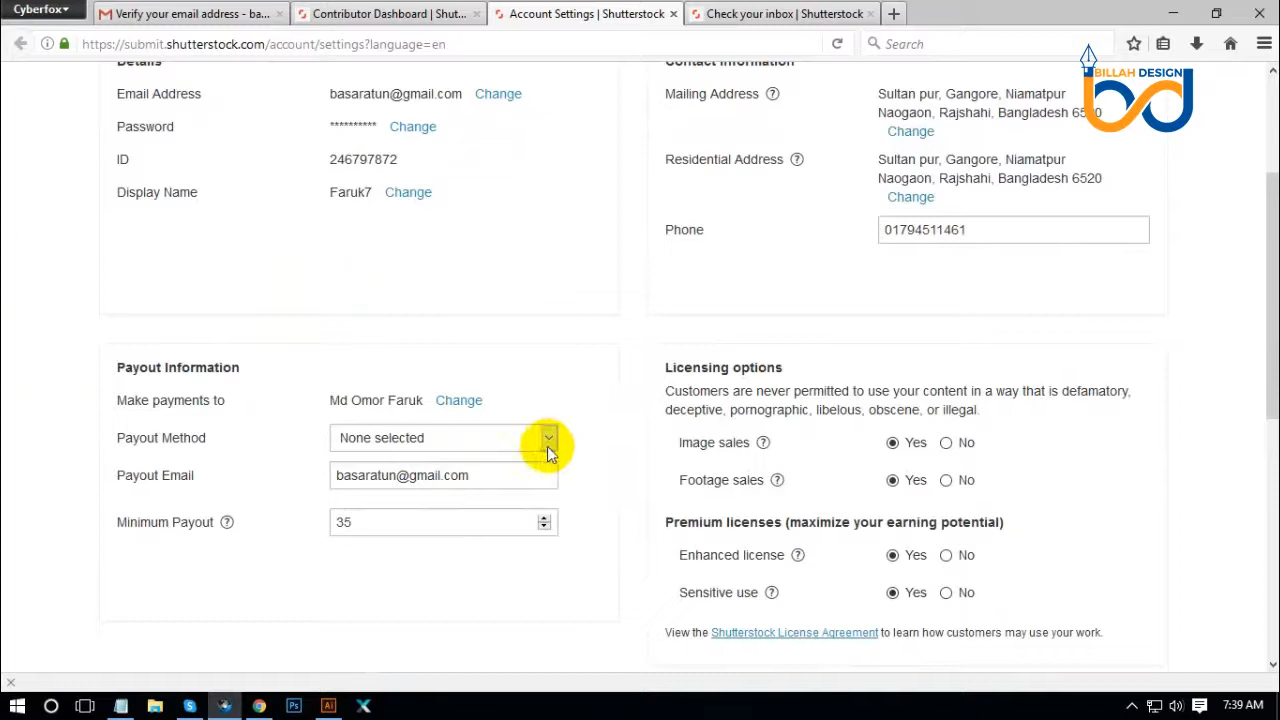 Cyberfox
Verify your email address - ba...
Contributor Dashboard | Shut...
Account Settings | Shutterstock
Check your inbox | Shutterstock
https://submit.shutterstock.com/account/settings?language=en
Search
BILLAH DESIGN
Details
Email Address basaratun@gmail.com Change
Password ********** Change
ID 246797872
Display Name Faruk7 Change
Contact Information
Mailing Address ? Sultan pur, Gangore, Niamatpur
Naogaon, Rajshahi, Bangladesh 6520
Change
Residential Address ? Sultan pur, Gangore, Niamatpur
Naogaon, Rajshahi, Bangladesh 6520
Change
Phone 01794511461
Payout Information
Make payments to Md Omor Faruk Change
Payout Method None selected
Payout Email basaratun@gmail.com
Minimum Payout ? 35
Licensing options
Customers are never permitted to use your content in a way that is defamatory,
deceptive, pornographic, libelous, obscene, or illegal.
Image sales ? Yes No
Footage sales ? Yes No
Premium licenses (maximize your earning potential)
Enhanced license ? Yes No
Sensitive use ? Yes No
View the Shutterstock License Agreement to learn how customers may use your work.
7:39 AM